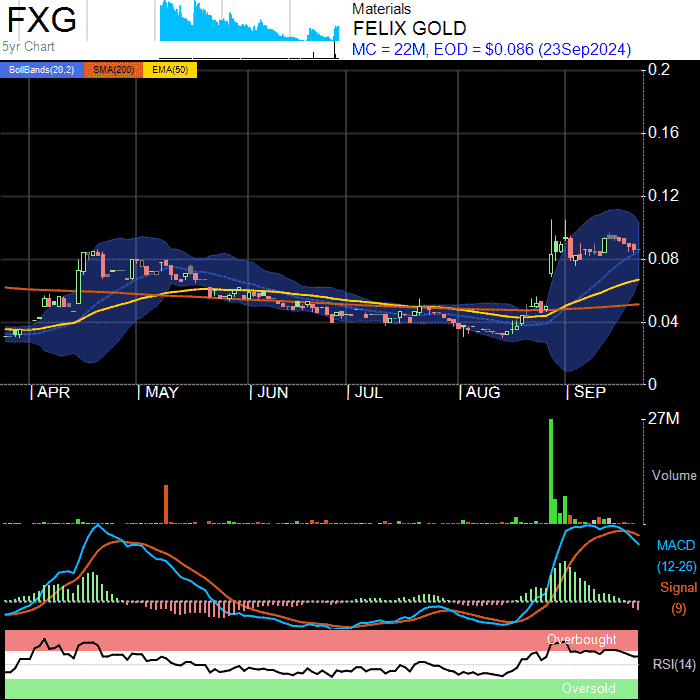 FXG
5yr Chart
Materials
FELIX GOLD
MC = 22M, EOD = $0.086 (23Sep2024)
BollBands(20,2) SMA(200) EMA(50)
0.2
0.16
0.12
0.08
0.04
0
APR MAY JUN JUL AUG SEP
27M
Volume
MACD
(12-26)
Signal
(9)
Overbought
RSI(14)
Oversold